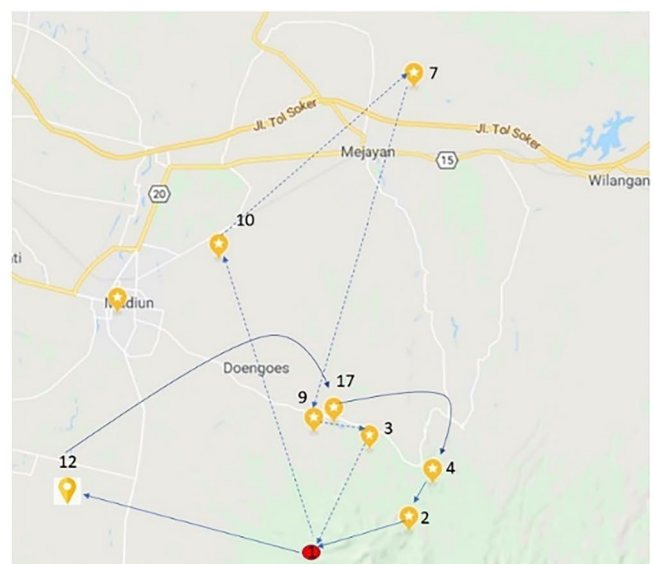 7
Jl. Tol Soker
Jl. Tol Soker
Mejayan
15
Wilangan
20
10
ti
Madiun
Doengoes
17
9
3
12
4
2
1